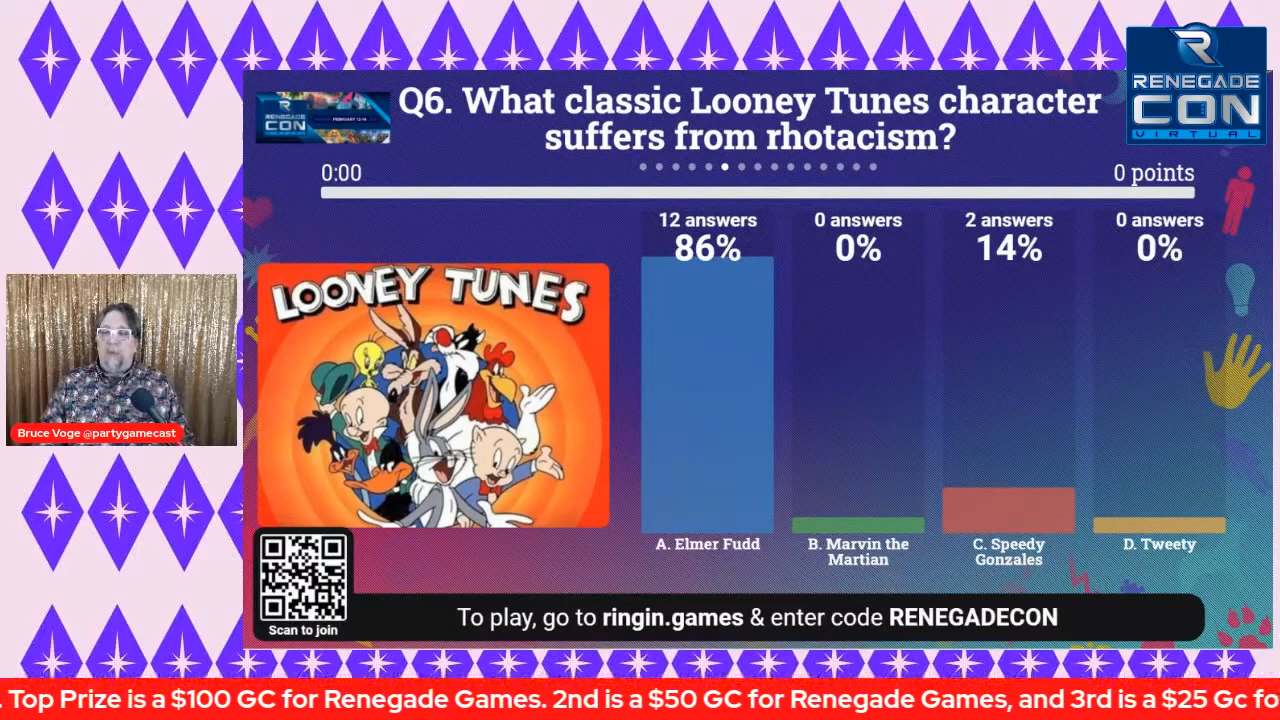 RENEGADE
CON
VIRTUAL
RENEGADE
CON
Q6. What classic Looney Tunes character
suffers from rhotacism?
0:00
0 points
12 answers
86%
0 answers
0%
2 answers
14%
0 answers
0%
LOONEY TUNES
Bruce Voge @partygamecast
A. Elmer Fudd
B. Marvin the
Martian
C. Speedy
Gonzales
D. Tweety
Scan to join
To play, go to ringin.games & enter code RENEGADECON
. Top Prize is a $100 GC for Renegade Games. 2nd is a $50 GC for Renegade Games, and 3rd is a $25 Gc fo